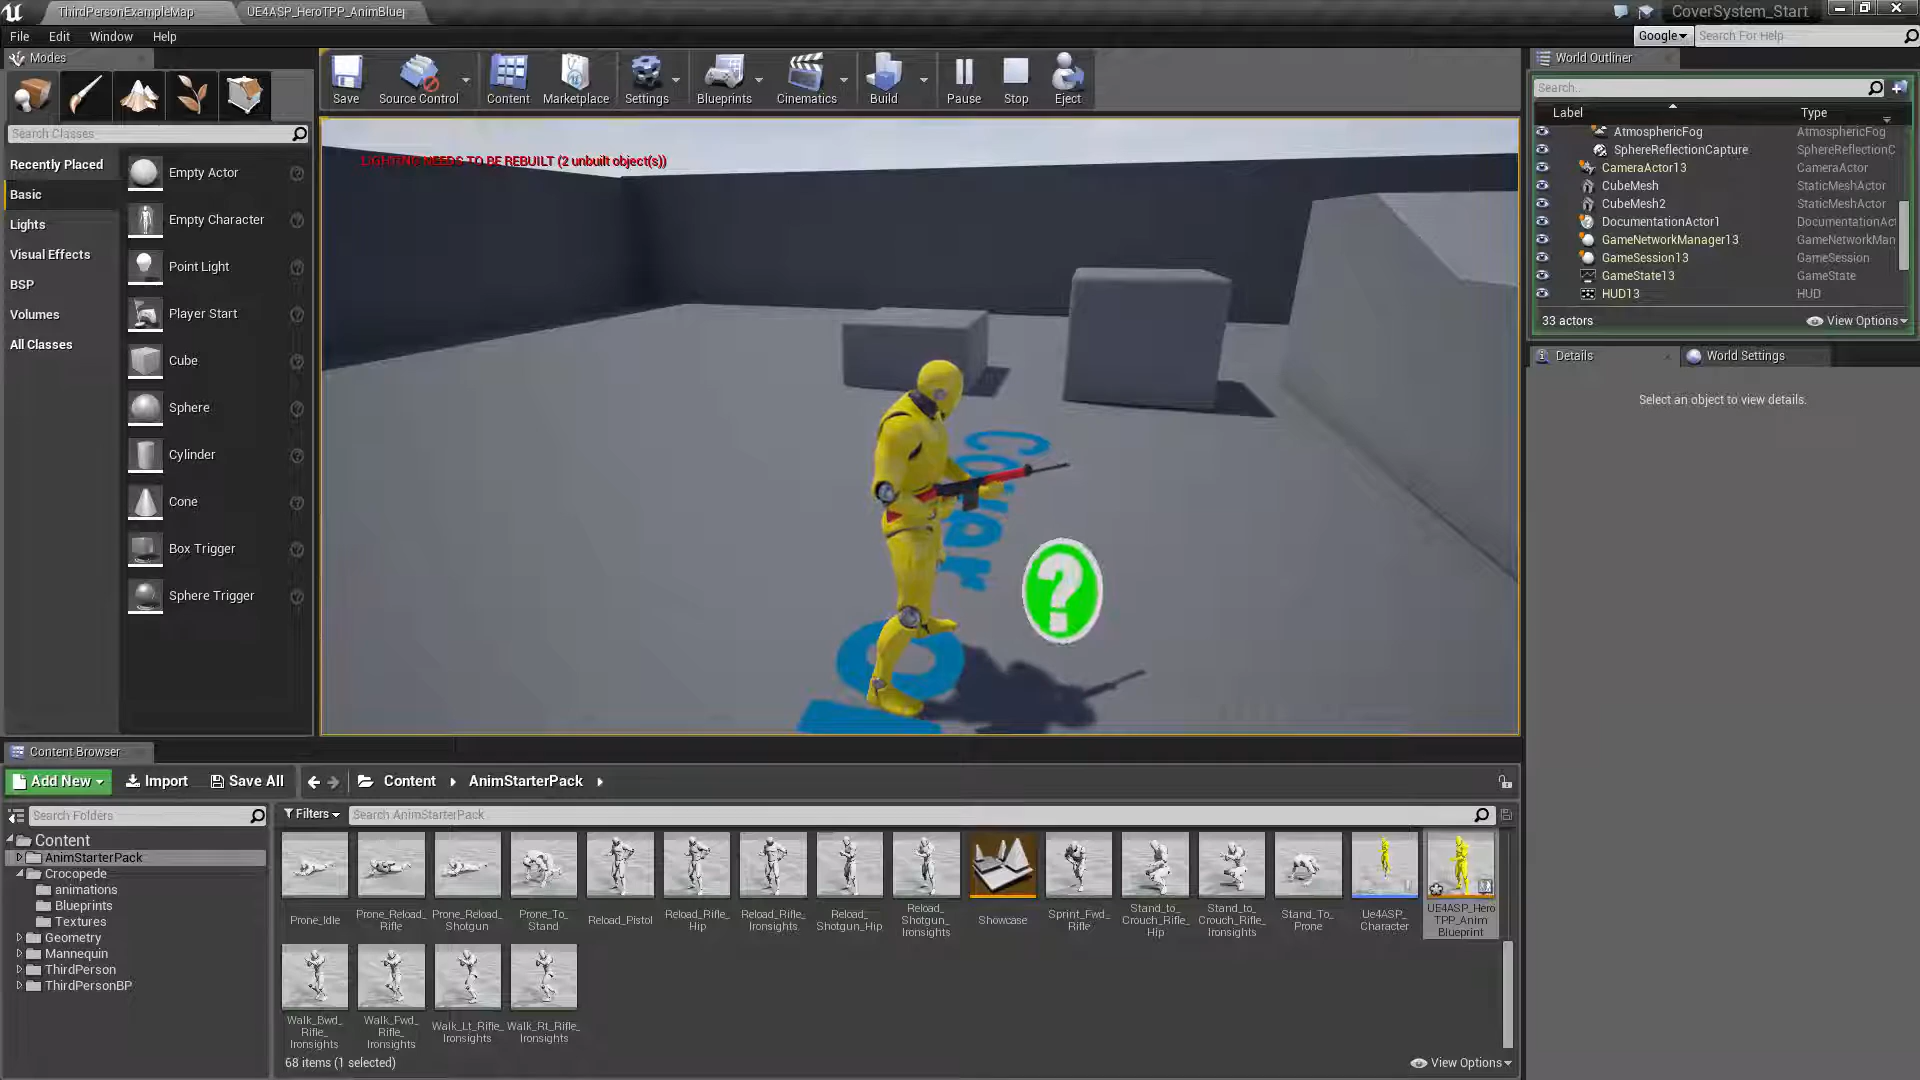 ThirdPersonExampleMap
UE4ASP_HeroTPP_AnimBluep
CoverSystem_Start
File
Edit
Window
Help
Google
Search For Help
Modes
Save
Source Control
Content
Marketplace
Settings
Blueprints
Cinematics
Build
Pause
Stop
Eject
World Outliner
Search Classes
Search..
Label
Type
Recently Placed
Basic
Lights
Visual Effects
BSP
Volumes
All Classes
Empty Actor
Empty Character
Point Light
Player Start
Cube
Sphere
Cylinder
Cone
Box Trigger
Sphere Trigger
LIGHTING NEEDS TO BE REBUILT (2 unbuilt object(s))
?
AtmosphericFog AtmosphericFog
SphereReflectionCapture SphereReflectionC
CameraActor13 CameraActor
CubeMesh StaticMeshActor
CubeMesh2 StaticMeshActor
DocumentationActor1 DocumentationAct
GameNetworkManager13 GameNetworkMan
GameSession13 GameSession
GameState13 GameState
HUD13 HUD
33 actors
View Options
Details
World Settings
Select an object to view details.
Content Browser
Add New
Import
Save All
Content
AnimStarterPack
Search Folders
Filters
Search AnimStarterPack
Content
AnimStarterPack
Crocopede
animations
Blueprints
Textures
Geometry
Mannequin
ThirdPerson
ThirdPersonBP
Prone_Idle
Prone_Reload_
Rifle
Prone_Reload_
Shotgun
Prone_To_
Stand
Reload_Pistol
Reload_Rifle_
Hip
Reload_Rifle_
Ironsights
Reload_
Shotgun_Hip
Reload_
Shotgun_
Ironsights
Showcase
Sprint_Fwd_
Rifle
Stand_to_
Crouch_Rifle_
Hip
Stand_to_
Crouch_Rifle_
Ironsights
Stand_To_
Prone
Ue4ASP_
Character
UE4ASP_Hero
TPP_Anim
Blueprint
Walk_Bwd_
Rifle_
Ironsights
Walk_Fwd_
Rifle_
Ironsights
Walk_Lt_Rifle_
Ironsights
Walk_Rt_Rifle_
Ironsights
68 items (1 selected)
View Options